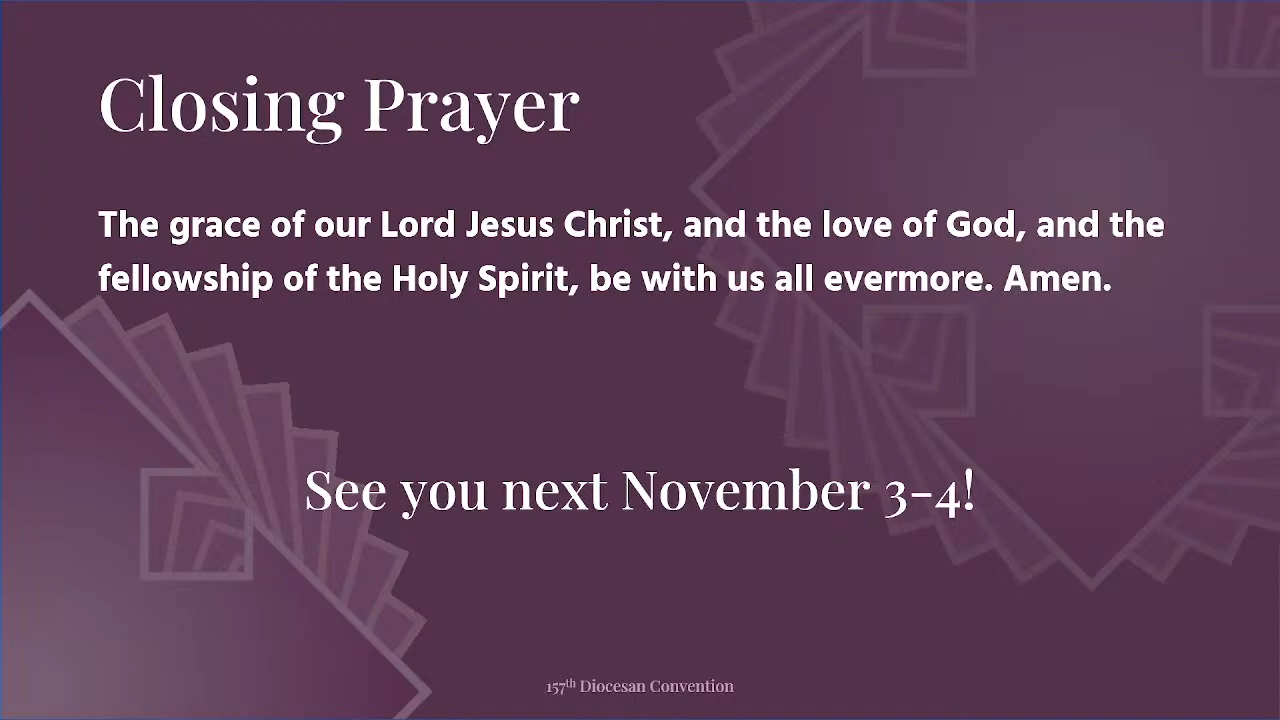 Closing Prayer
The grace of our Lord Jesus Christ, and the love of God, and the
fellowship of the Holy Spirit, be with us all evermore. Amen.
See you next November 3-4!
157th Diocesan Convention